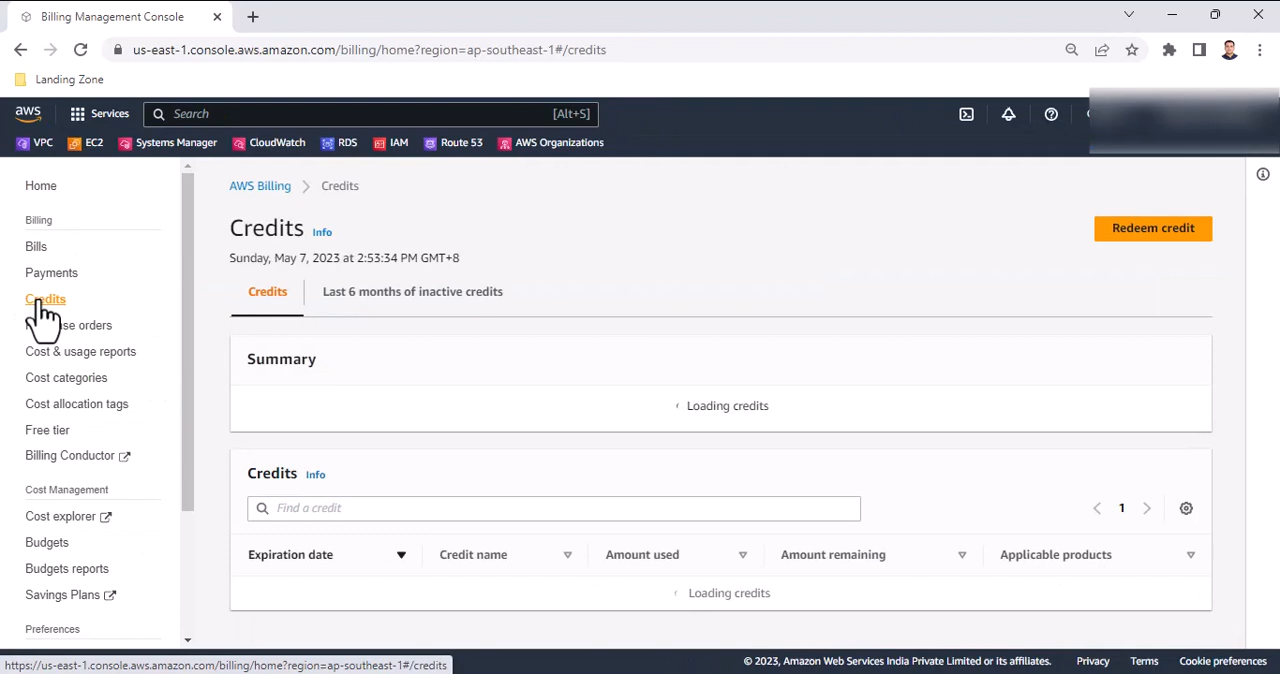 Billing Management Console
us-east-1.console.aws.amazon.com/billing/home?region=ap-southeast-1#/credits
Landing Zone
aws Services Search [Alt+S]
VPC EC2 Systems Manager CloudWatch RDS IAM Route 53 AWS Organizations
Home
Billing
Bills
Payments
Credits
orders
Cost & usage reports
Cost categories
Cost allocation tags
Free tier
Billing Conductor
Cost Management
Cost explorer
Budgets
Budgets reports
Savings Plans
Preferences
AWS Billing Credits
Credits Info
Redeem credit
Sunday, May 7, 2023 at 2:53:34 PM GMT+8
Credits Last 6 months of inactive credits
Summary
Loading credits
Credits Info
Find a credit 1
Expiration date Credit name Amount used Amount remaining Applicable products
Loading credits
https://us-east-1.console.aws.amazon.com/billing/home?region=ap-southeast-1#/credits
© 2023, Amazon Web Services India Private Limited or its affiliates. Privacy Terms Cookie preferences